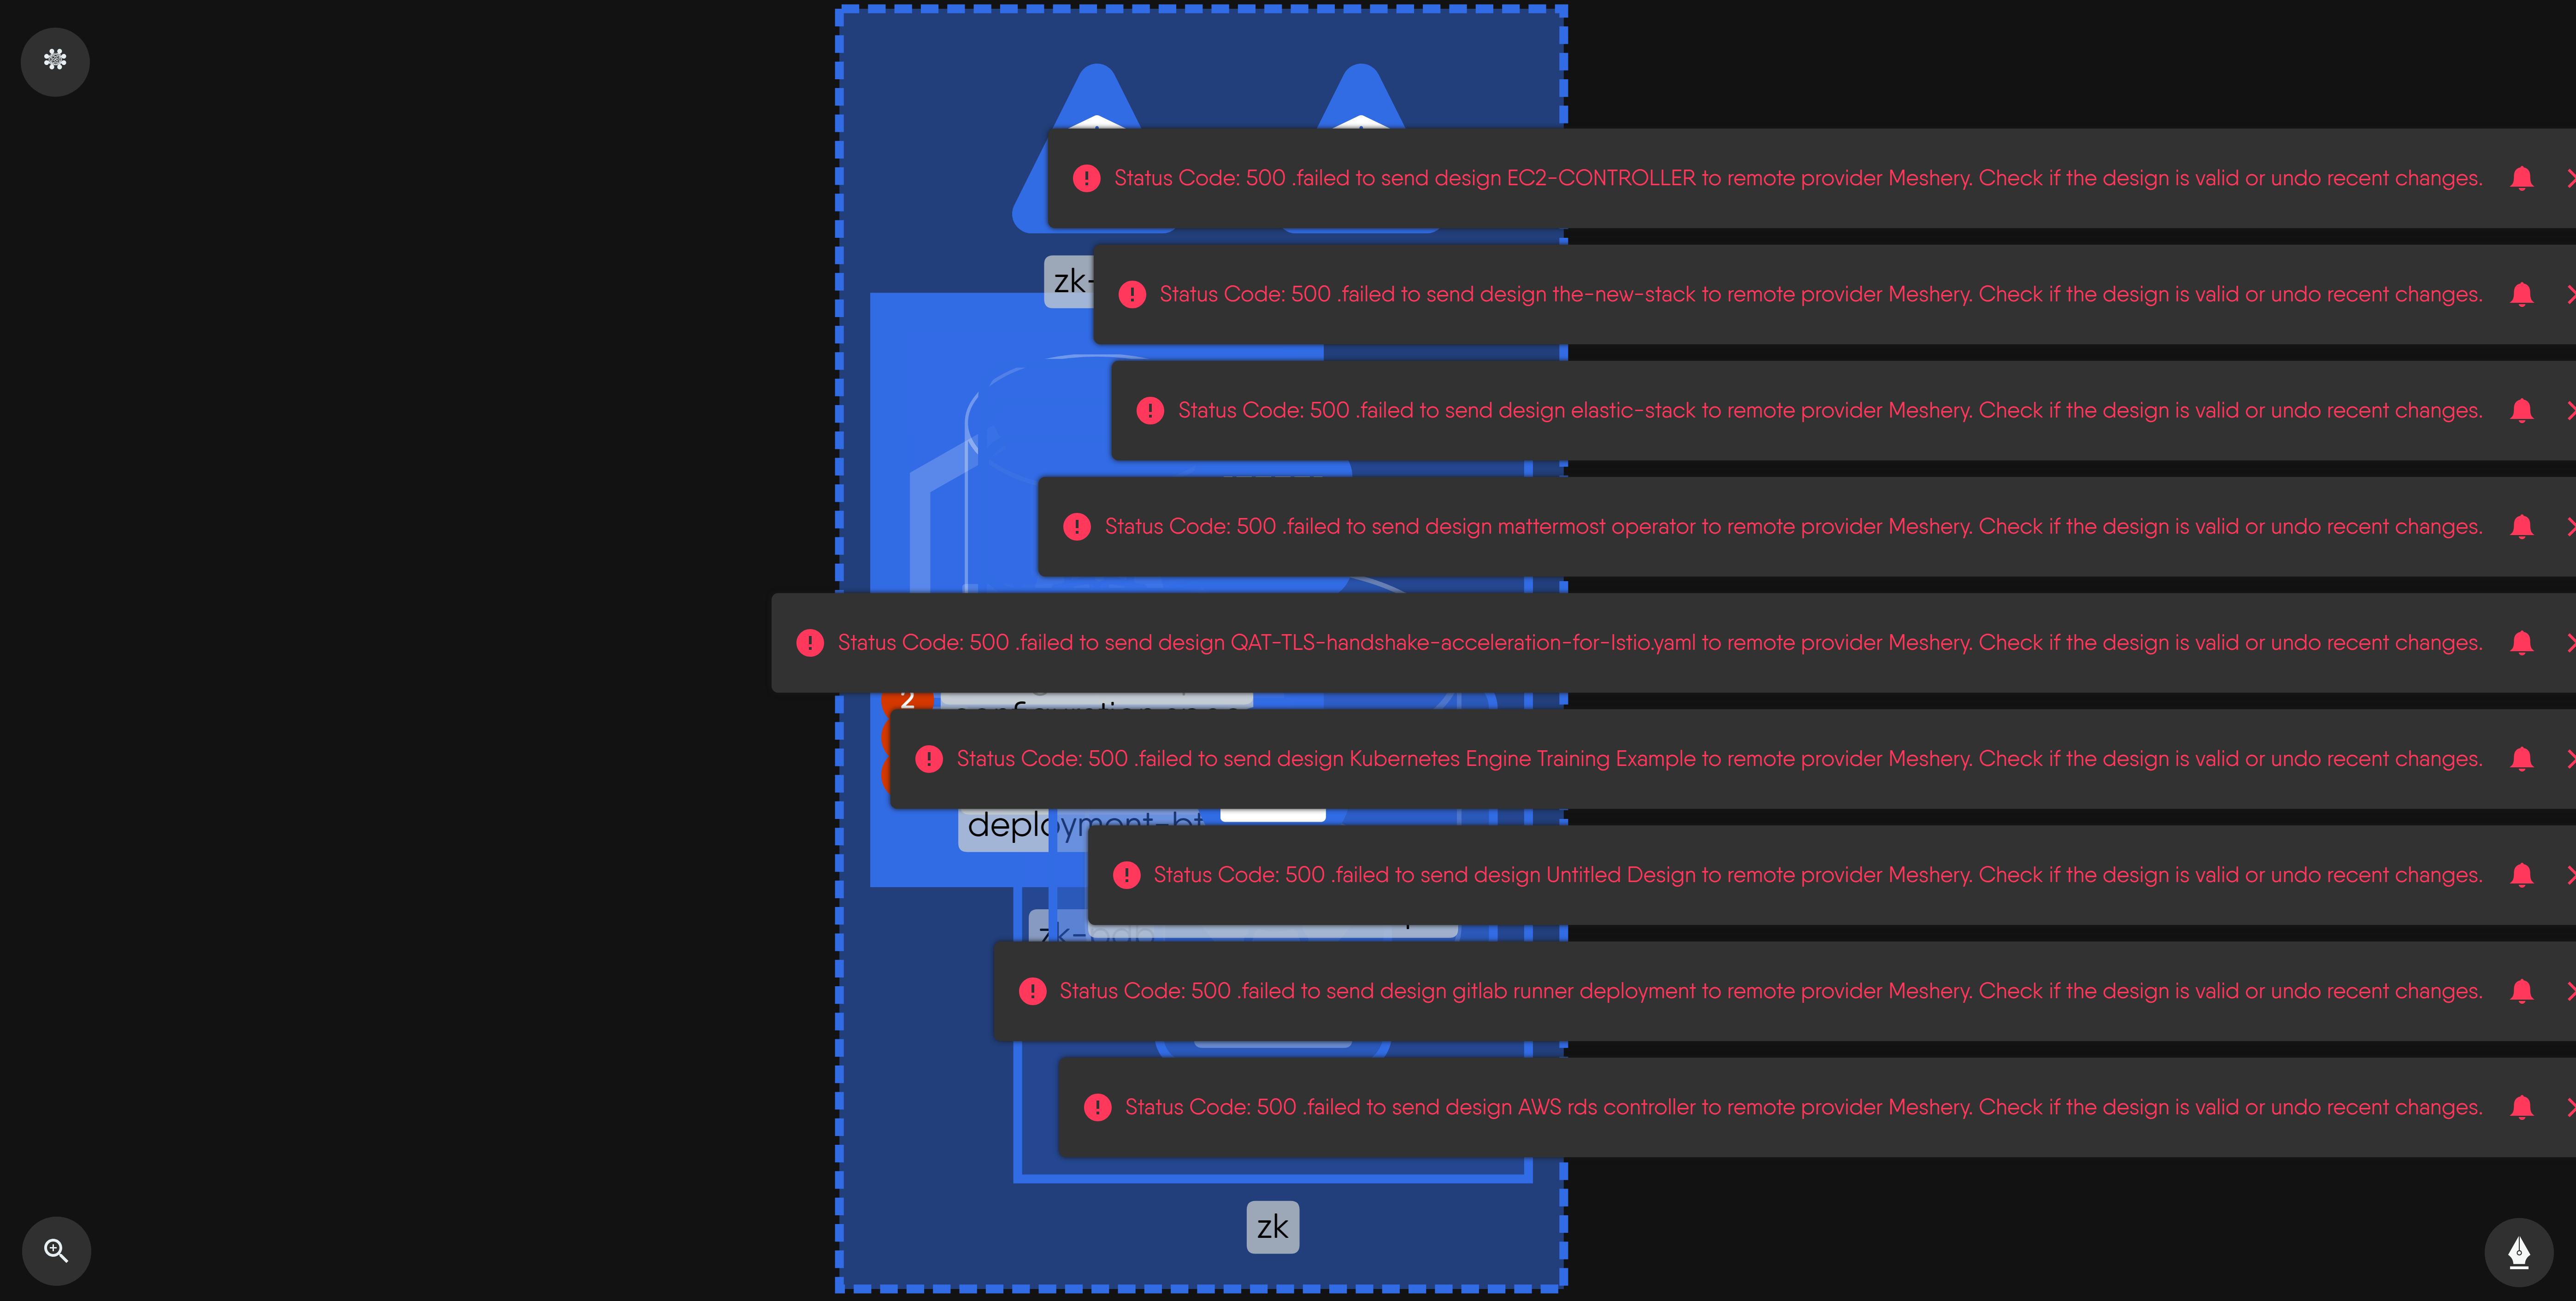 Status Code: 500 .failed to send design EC2-CONTROLLER to remote provider Meshery. Check if the design is valid or undo recent changes.
zk-
Status Code: 500 .failed to send design the-new-stack to remote provider Meshery. Check if the design is valid or undo recent changes.
Status Code: 500 .failed to send design elastic-stack to remote provider Meshery. Check if the design is valid or undo recent changes.
Status Code: 500 .failed to send design mattermost operator to remote provider Meshery. Check if the design is valid or undo recent changes.
Status Code: 500 .failed to send design QAT-TLS-handshake-acceleration-for-Istio.yaml to remote provider Meshery. Check if the design is valid or undo recent changes.
2
Status Code: 500 .failed to send design Kubernetes Engine Training Example to remote provider Meshery. Check if the design is valid or undo recent changes.
deployment-bt
Status Code: 500 .failed to send design Untitled Design to remote provider Meshery. Check if the design is valid or undo recent changes.
zk-pdb
Status Code: 500 .failed to send design gitlab runner deployment to remote provider Meshery. Check if the design is valid or undo recent changes.
Status Code: 500 .failed to send design AWS rds controller to remote provider Meshery. Check if the design is valid or undo recent changes.
zk